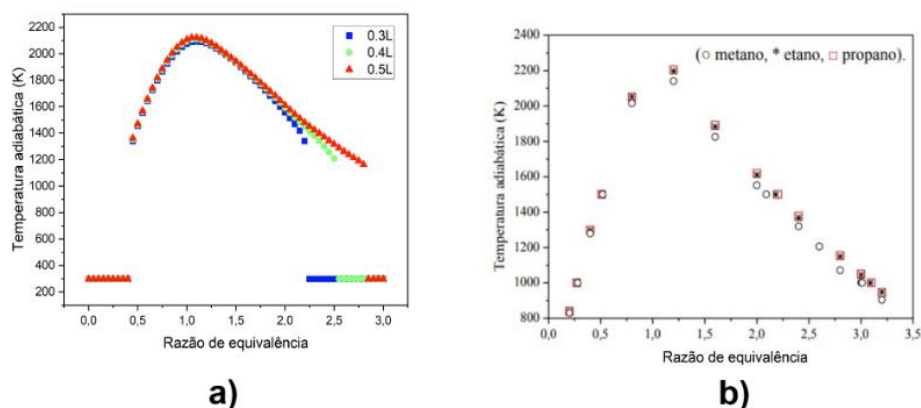 2200
2000
1800
1600
1400
1200
1000
800
600
400
200
Temperatura adiabática (K)
0.3L
0.4L
0.5L
0,0 0,5 1,0 1,5 2,0 2,5 3,0
Razão de equivalência
a)
2400
2200
2000
1800
1600
1400
1200
1000
800
Temperatura adiabática (K)
(○ metano, * etano, □ propano).
0,0 0,5 1,0 1,5 2,0 2,5 3,0 3,5
Razão de equivalência
b)